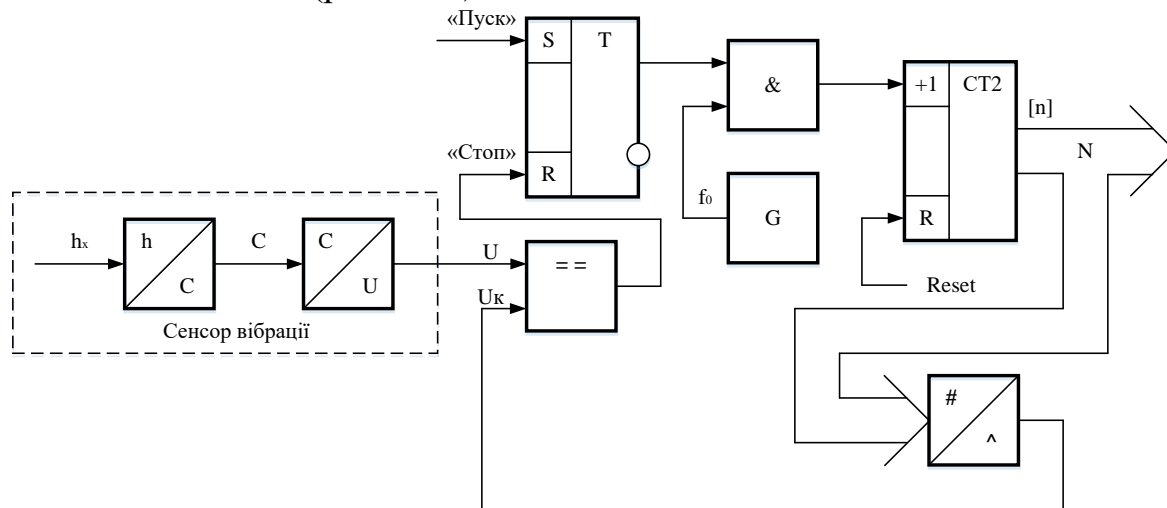 «Пуск»
S
T
&
+1
CT2
[n]
N
«Стоп»
R
f₀
G
R
Reset
hₓ
h
C
C
C
U
U
Uк
= =
Сенсор вібрації
#
^